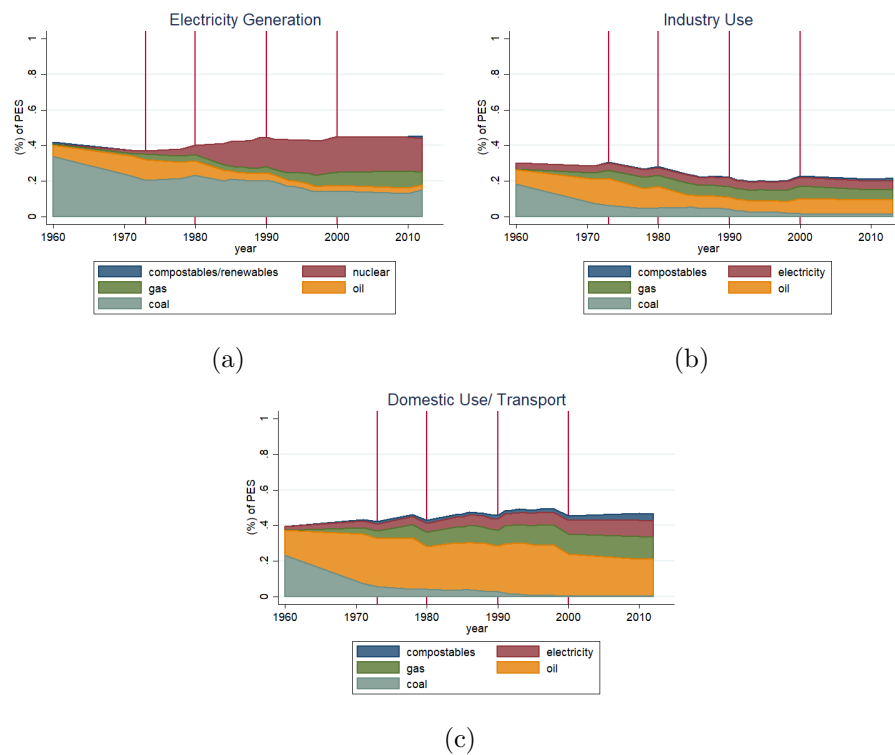 Electricity Generation
(%) of PES
0 .2 .4 .6 .8 1
1960 1970 1980 1990 2000 2010
year
compostables/renewables nuclear
gas oil
coal
(a)
Industry Use
(%) of PES
0 .2 .4 .6 .8 1
1960 1970 1980 1990 2000 2010
year
compostables electricity
gas oil
coal
(b)
Domestic Use/ Transport
(%) of PES
0 .2 .4 .6 .8 1
1960 1970 1980 1990 2000 2010
year
compostables electricity
gas oil
coal
(c)